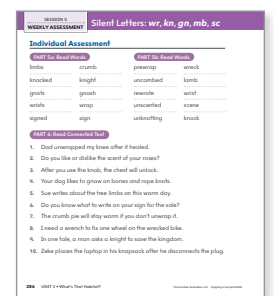 SESSION 5
WEEKLY ASSESSMENT
Silent Letters: wr, kn, gn, mb, sc
Individual Assessment
PART 5a: Read Words
PART 5b: Read Words
limbs crumb prewrap wreck
knocked knight uncombed lamb
gnats gnash rewrote wrist
wrists wrap unscented scene
signed sign unknotting knock
PART 6: Read Connected Text
1. Dad unwrapped my knee after it healed.
2. Do you like or dislike the scent of your roses?
3. After you use the knob, the chest will unlock.
4. Your dog likes to gnaw on bones and rope knots.
5. Sue writes about the tree limbs on this warm day.
6. Do you know what to write on your sign for the sale?
7. The crumb pie will stay warm if you don't unwrap it.
8. I need a wrench to fix one wheel on the wrecked bike.
9. In one tale, a man asks a knight to save the kingdom.
10. Zeke places the laptop in his knapsack after he disconnects the plug.
286 UNIT 5 • What's That Habitat?